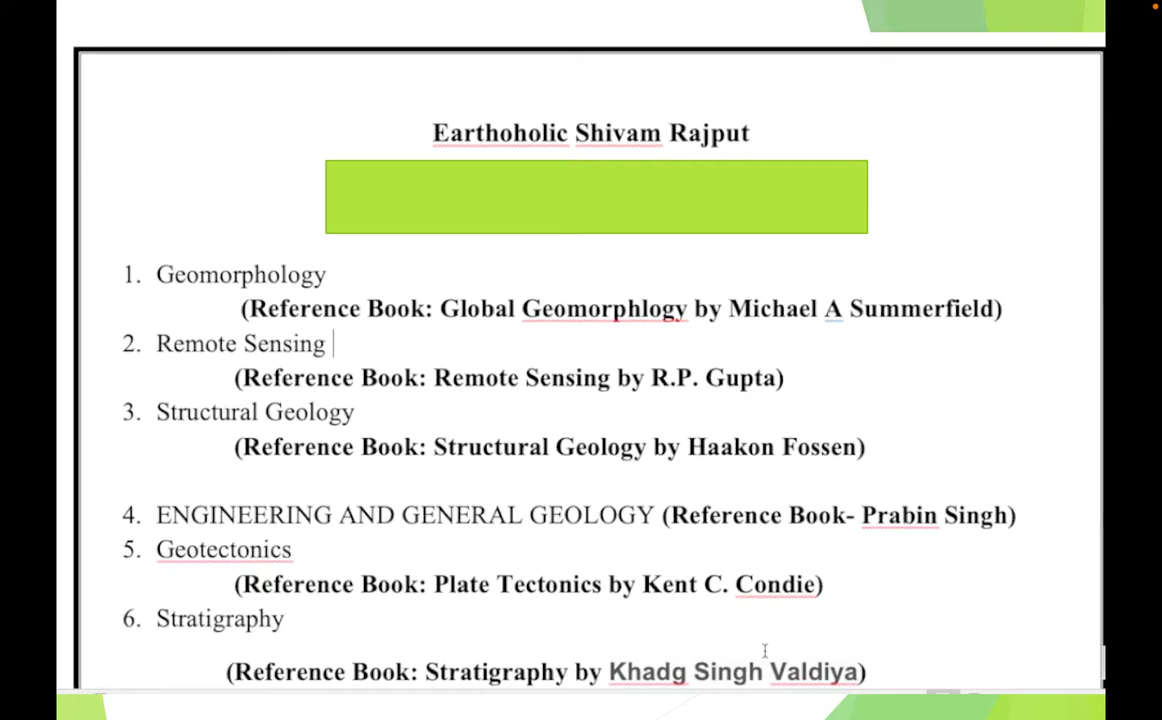 Earthoholic Shivam Rajput
1. Geomorphology
(Reference Book: Global Geomorphlogy by Michael A Summerfield)
2. Remote Sensing
(Reference Book: Remote Sensing by R.P. Gupta)
3. Structural Geology
(Reference Book: Structural Geology by Haakon Fossen)
4. ENGINEERING AND GENERAL GEOLOGY (Reference Book- Prabin Singh)
5. Geotectonics
(Reference Book: Plate Tectonics by Kent C. Condie)
6. Stratigraphy
(Reference Book: Stratigraphy by Khadg Singh Valdiya)